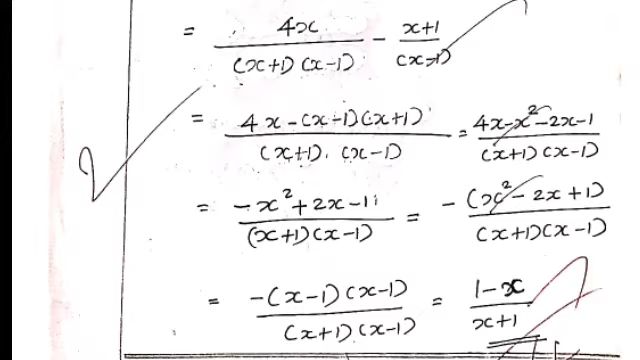 = 4x / (x+1)(x-1) - x+1 / (x-1)
= 4x-(x+1)(x+1) / (x+1).(x-1) = 4x-x²-2x-1 / (x+1)(x-1)
= -x²+2x-1 / (x+1)(x-1) = -(x²-2x+1) / (x+1)(x-1)
= -(x-1)(x-1) / (x+1)(x-1) = 1-x / x+1